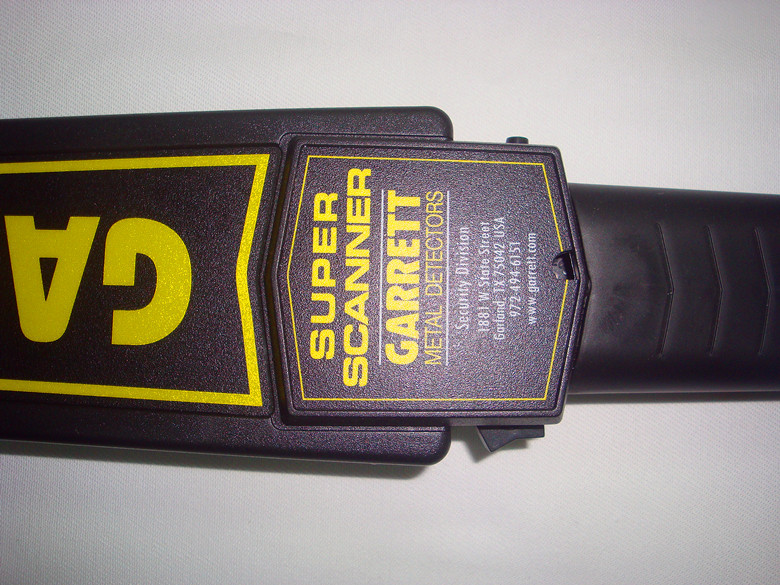 GA
SUPER
SCANNER
GARRETT
METAL DETECTORS
Security Division
1881 W. State Street
Garland, TX 75042 USA
972.494.6151
www.garrett.com